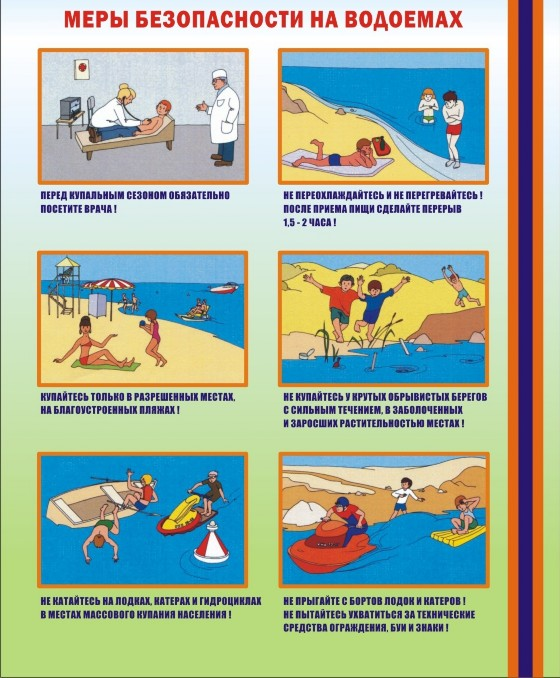 МЕРЫ БЕЗОПАСНОСТИ НА ВОДОЕМАХ
ПЕРЕД КУПАЛЬНЫМ СЕЗОНОМ ОБЯЗАТЕЛЬНО
ПОСЕТИТЕ ВРАЧА !
НЕ ПЕРЕОХЛАЖДАЙТЕСЬ И НЕ ПЕРЕГРЕВАЙТЕСЬ !
ПОСЛЕ ПРИЕМА ПИЩИ СДЕЛАЙТЕ ПЕРЕРЫВ
1,5 - 2 ЧАСА !
КУПАЙТЕСЬ ТОЛЬКО В РАЗРЕШЕННЫХ МЕСТАХ,
НА БЛАГОУСТРОЕННЫХ ПЛЯЖАХ !
НЕ КУПАЙТЕСЬ У КРУТЫХ ОБРЫВИСТЫХ БЕРЕГОВ
С СИЛЬНЫМ ТЕЧЕНИЕМ, В ЗАБОЛОЧЕННЫХ
И ЗАРОСШИХ РАСТИТЕЛЬНОСТЬЮ МЕСТАХ !
НЕ КАТАЙТЕСЬ НА ЛОДКАХ, КАТЕРАХ И ГИДРОЦИКЛАХ
В МЕСТАХ МАССОВОГО КУПАНИЯ НАСЕЛЕНИЯ !
НЕ ПРЫГАЙТЕ С БОРТОВ ЛОДОК И КАТЕРОВ !
НЕ ПЫТАЙТЕСЬ УХВАТИТЬСЯ ЗА ТЕХНИЧЕСКИЕ
СРЕДСТВА ОГРАЖДЕНИЯ, БУИ И ЗНАКИ !